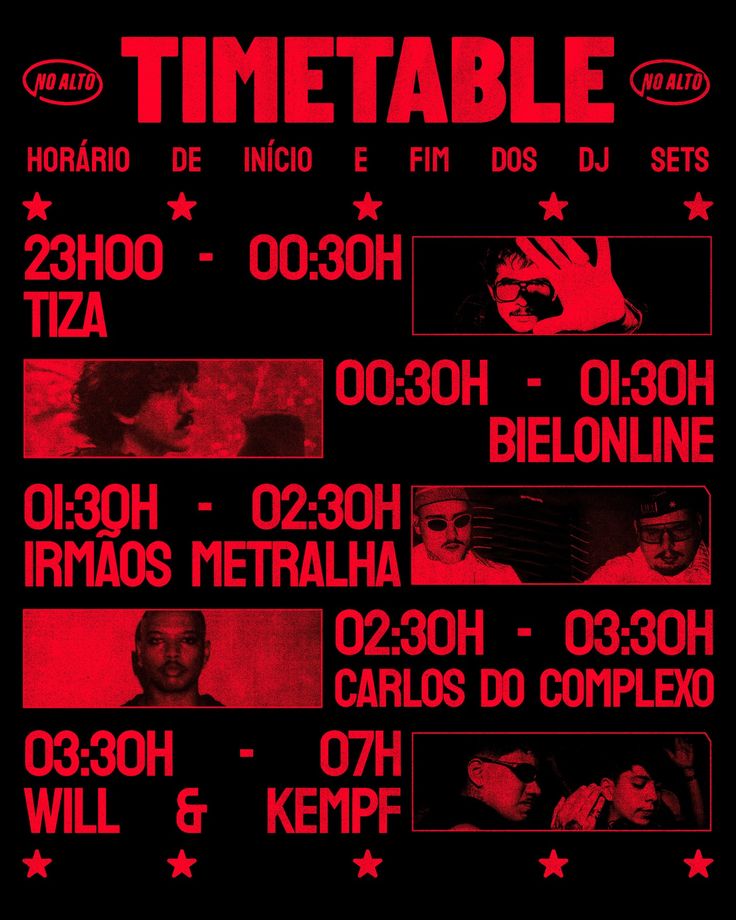 NO ALTO TIMETABLE NO ALTO
HORÁRIO DE INÍCIO E FIM DOS DJ SETS
23H00 - 00:30H
TIZA
00:30H - 01:30H
BIELONLINE
01:30H - 02:30H
IRMÃOS METRALHA
02:30H - 03:30H
CARLOS DO COMPLEXO
03:30H - 07H
WILL & KEMPF